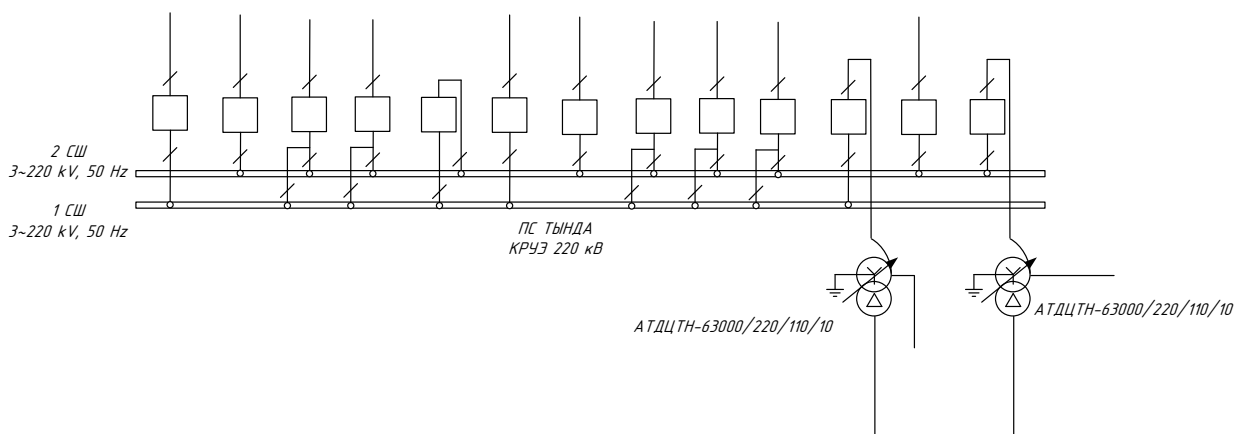 2 СШ
3~220 kV, 50 Hz
1 СШ
3~220 kV, 50 Hz
ПС ТЫНДА
КРУЭ 220 кВ
АТДЦТН-63000/220/110/10
АТДЦТН-63000/220/110/10